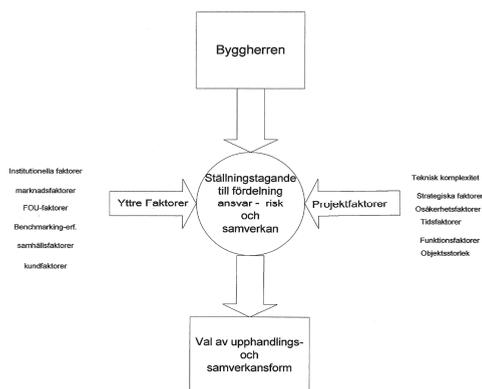 Byggherren
Institutionella faktorer
marknadsfaktorer
FOU-faktorer
Benchmarking-erf.
samhällsfaktorer
kundfaktorer
Yttre Faktorer
Ställningstagande
till fördelning
ansvar - risk
och
samverkan
Projektfaktorer
Teknisk komplexitet
Strategiska faktorer
Osäkerhetsfaktorer
Tidsfaktorer
Funktionsfaktorer
Objektsstorlek
Val av upphandlings-
och
samverkansform